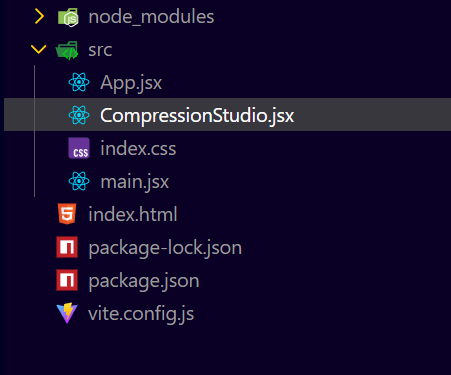 node_modules
src
App.jsx
CompressionStudio.jsx
CSS index.css
main.jsx
index.html
package-lock.json
package.json
vite.config.js